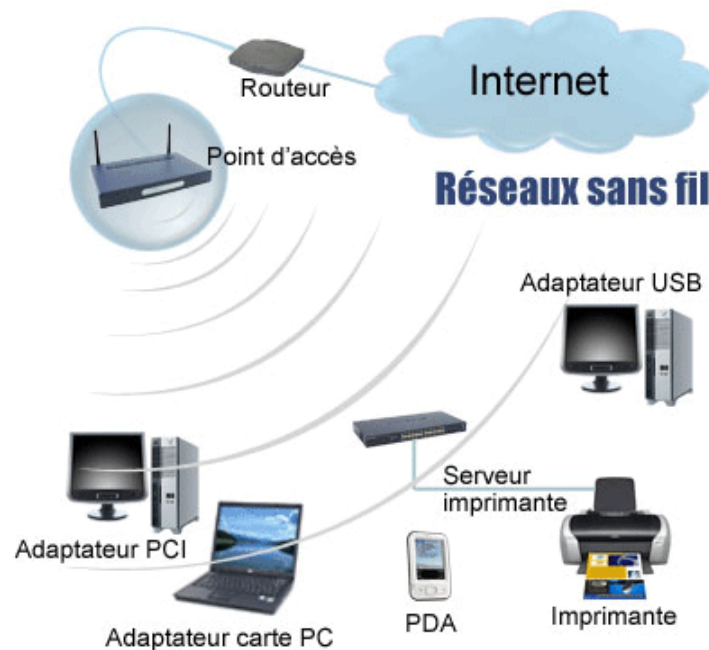 Internet
Routeur
Point d'accès
Réseaux sans fil
Adaptateur USB
Serveur
imprimante
Adaptateur PCI
Adaptateur carte PC
PDA
Imprimante